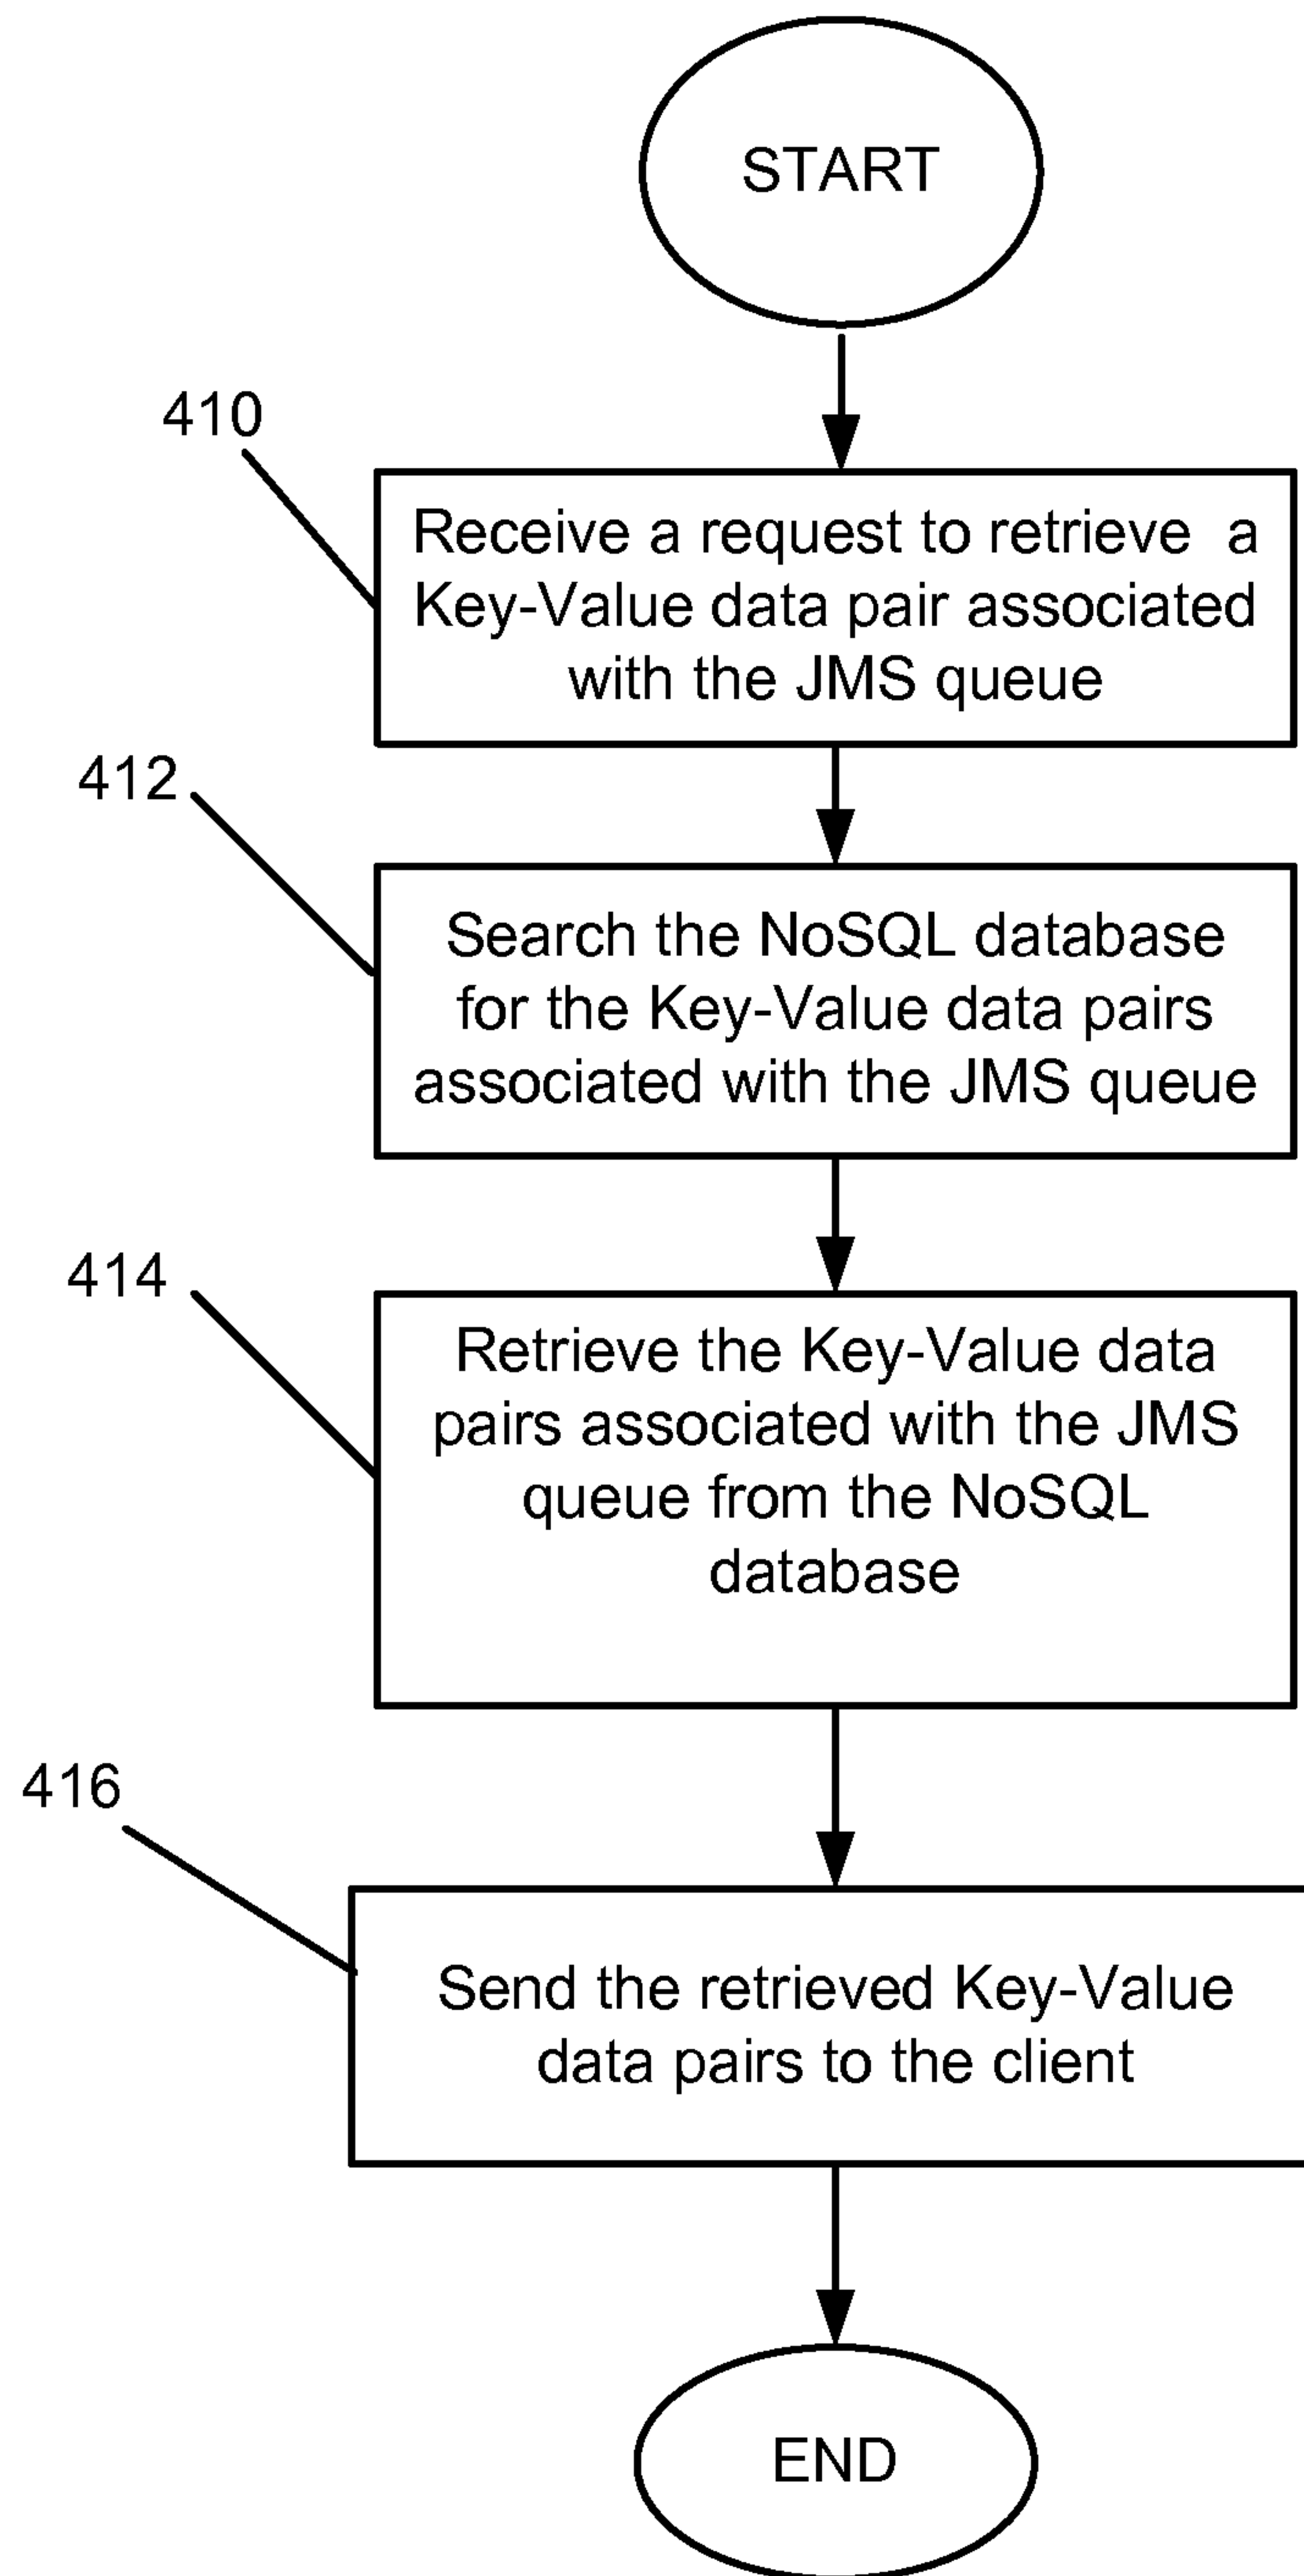 START
410
Receive a request to retrieve a
Key-Value data pair associated
with the JMS queue
412
Search the NoSQL database
for the Key-Value data pairs
associated with the JMS queue
414
Retrieve the Key-Value data
pairs associated with the JMS
queue from the NoSQL
database
416
Send the retrieved Key-Value
data pairs to the client
END